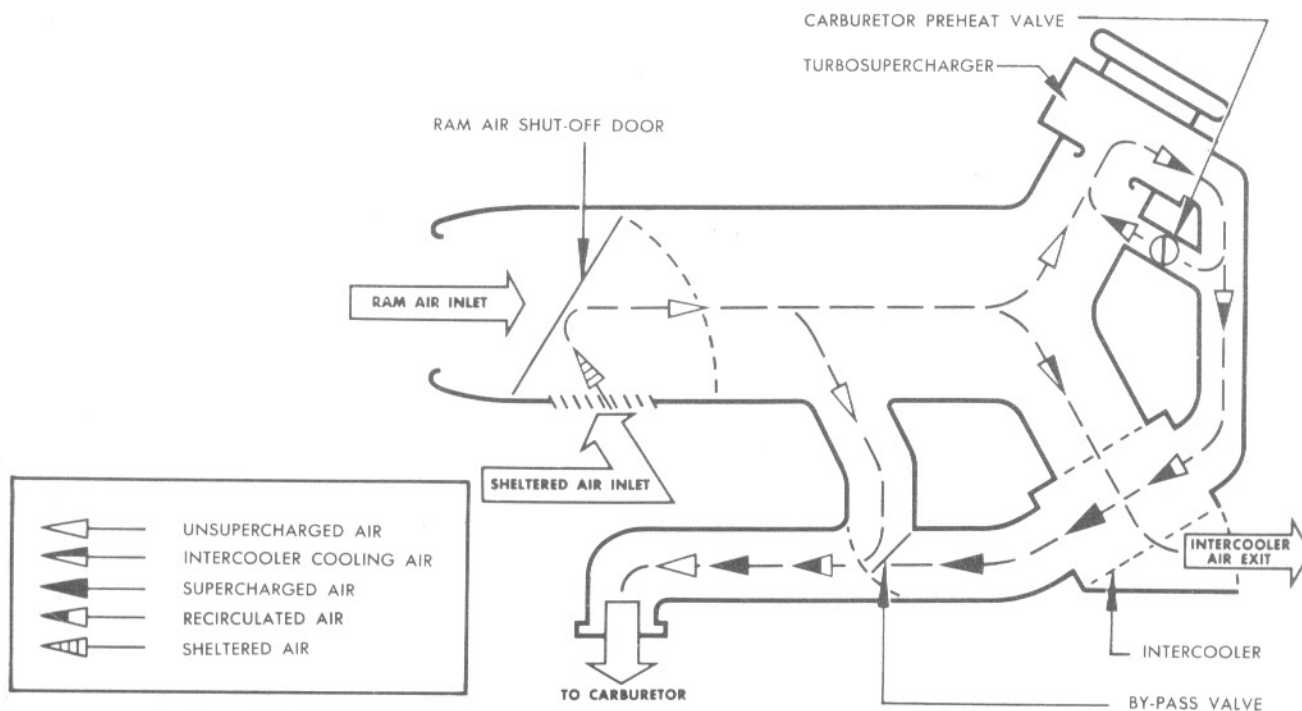 CARBURETOR PREHEAT VALVE
TURBOSUPERCHARGER
RAM AIR SHUT-OFF DOOR
RAM AIR INLET
SHELTERED AIR INLET
UNSUPERCHARGED AIR
INTERCOOLER COOLING AIR
SUPERCHARGED AIR
RECIRCULATED AIR
SHELTERED AIR
INTERCOOLER
AIR EXIT
INTERCOOLER
TO CARBURETOR
BY-PASS VALVE